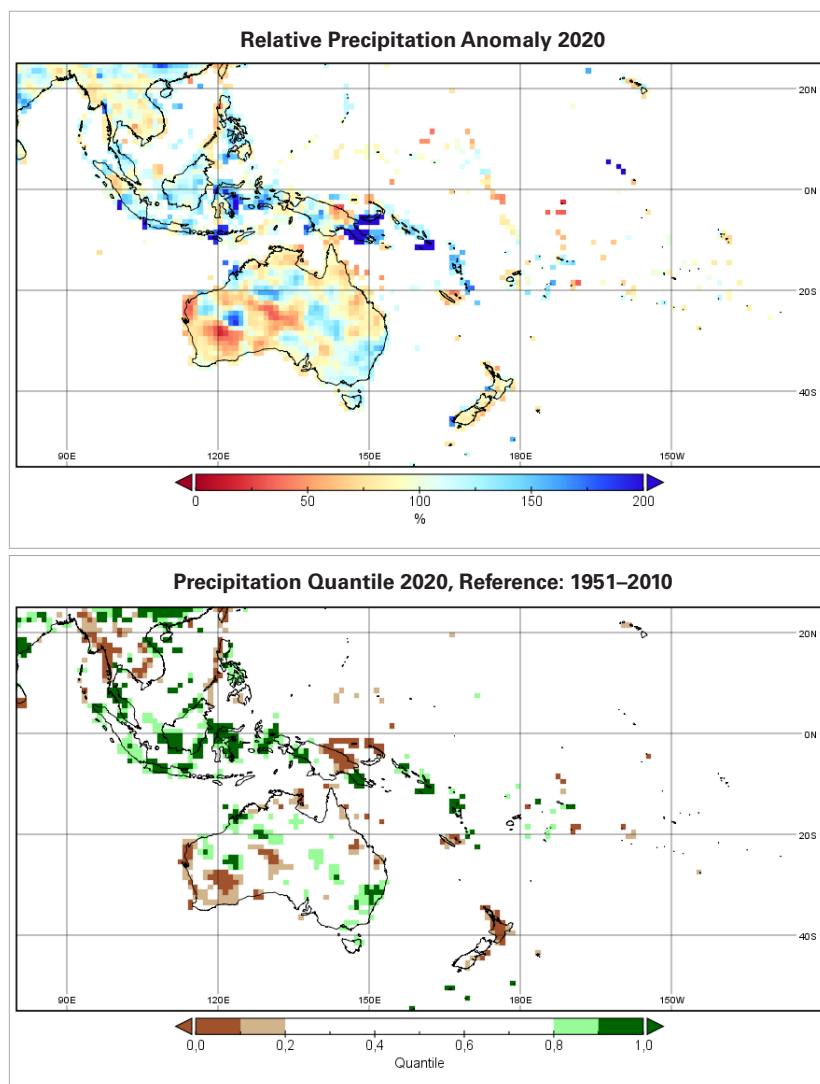 Relative Precipitation Anomaly 2020
20N
0N
20S
40S
90E 120E 150E 180E 150W
0 50 100 150 200
%
Precipitation Quantile 2020, Reference: 1951–2010
20N
0N
20S
40S
90E 120E 150E 180E 150W
0,0 0,2 0,4 0,6 0,8 1,0
Quantile